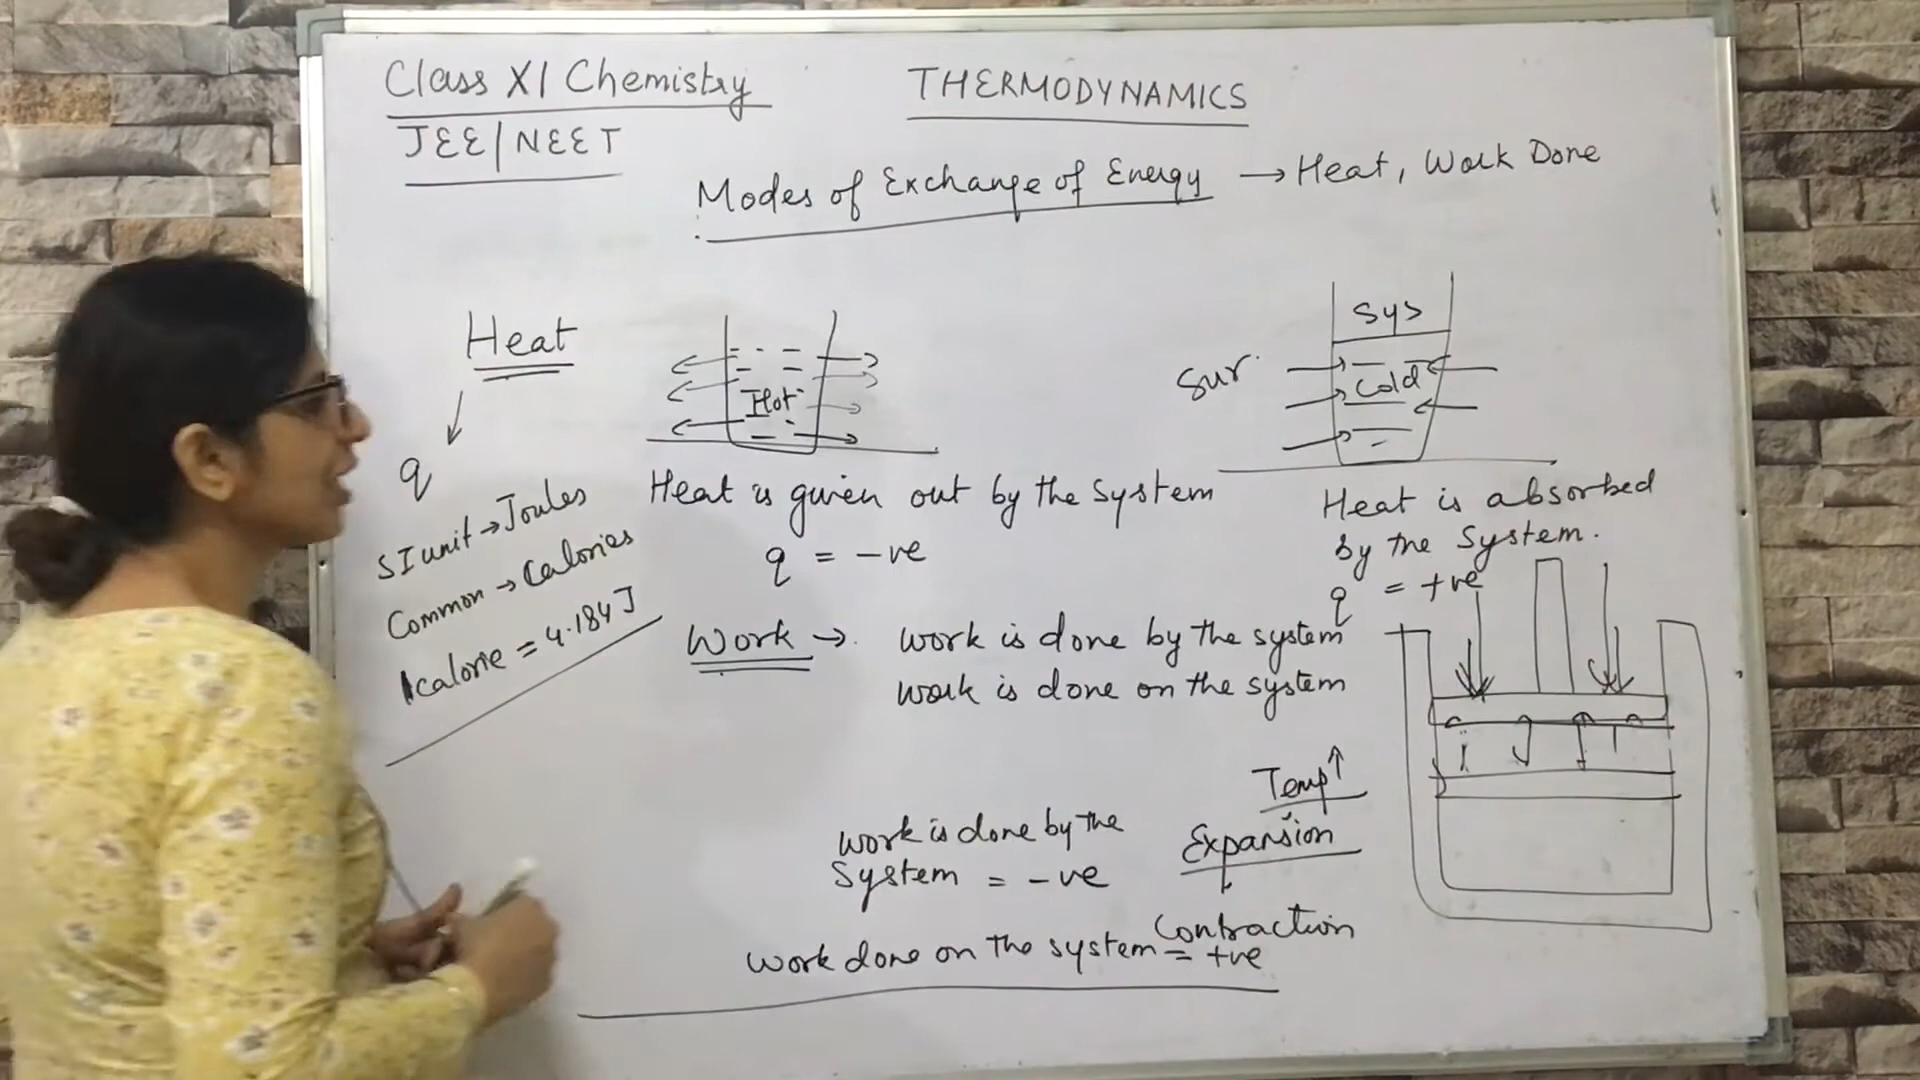 Class XI Chemistry
JEE/NEET
THERMODYNAMICS
Modes of Exchange of Energy → Heat, Work Done
Heat
q
SI unit → Joules
Common → Calories
1 calorie = 4.184 J
Hot
Heat is given out by the system
q = -ve
Sur.
Sys
Cold
Heat is absorbed
by the System.
q = +ve
Work → work is done by the system
work is done on the system
Temp ↑
Expansion
work is done by the
System = -ve
Contraction
work done on the system = +ve